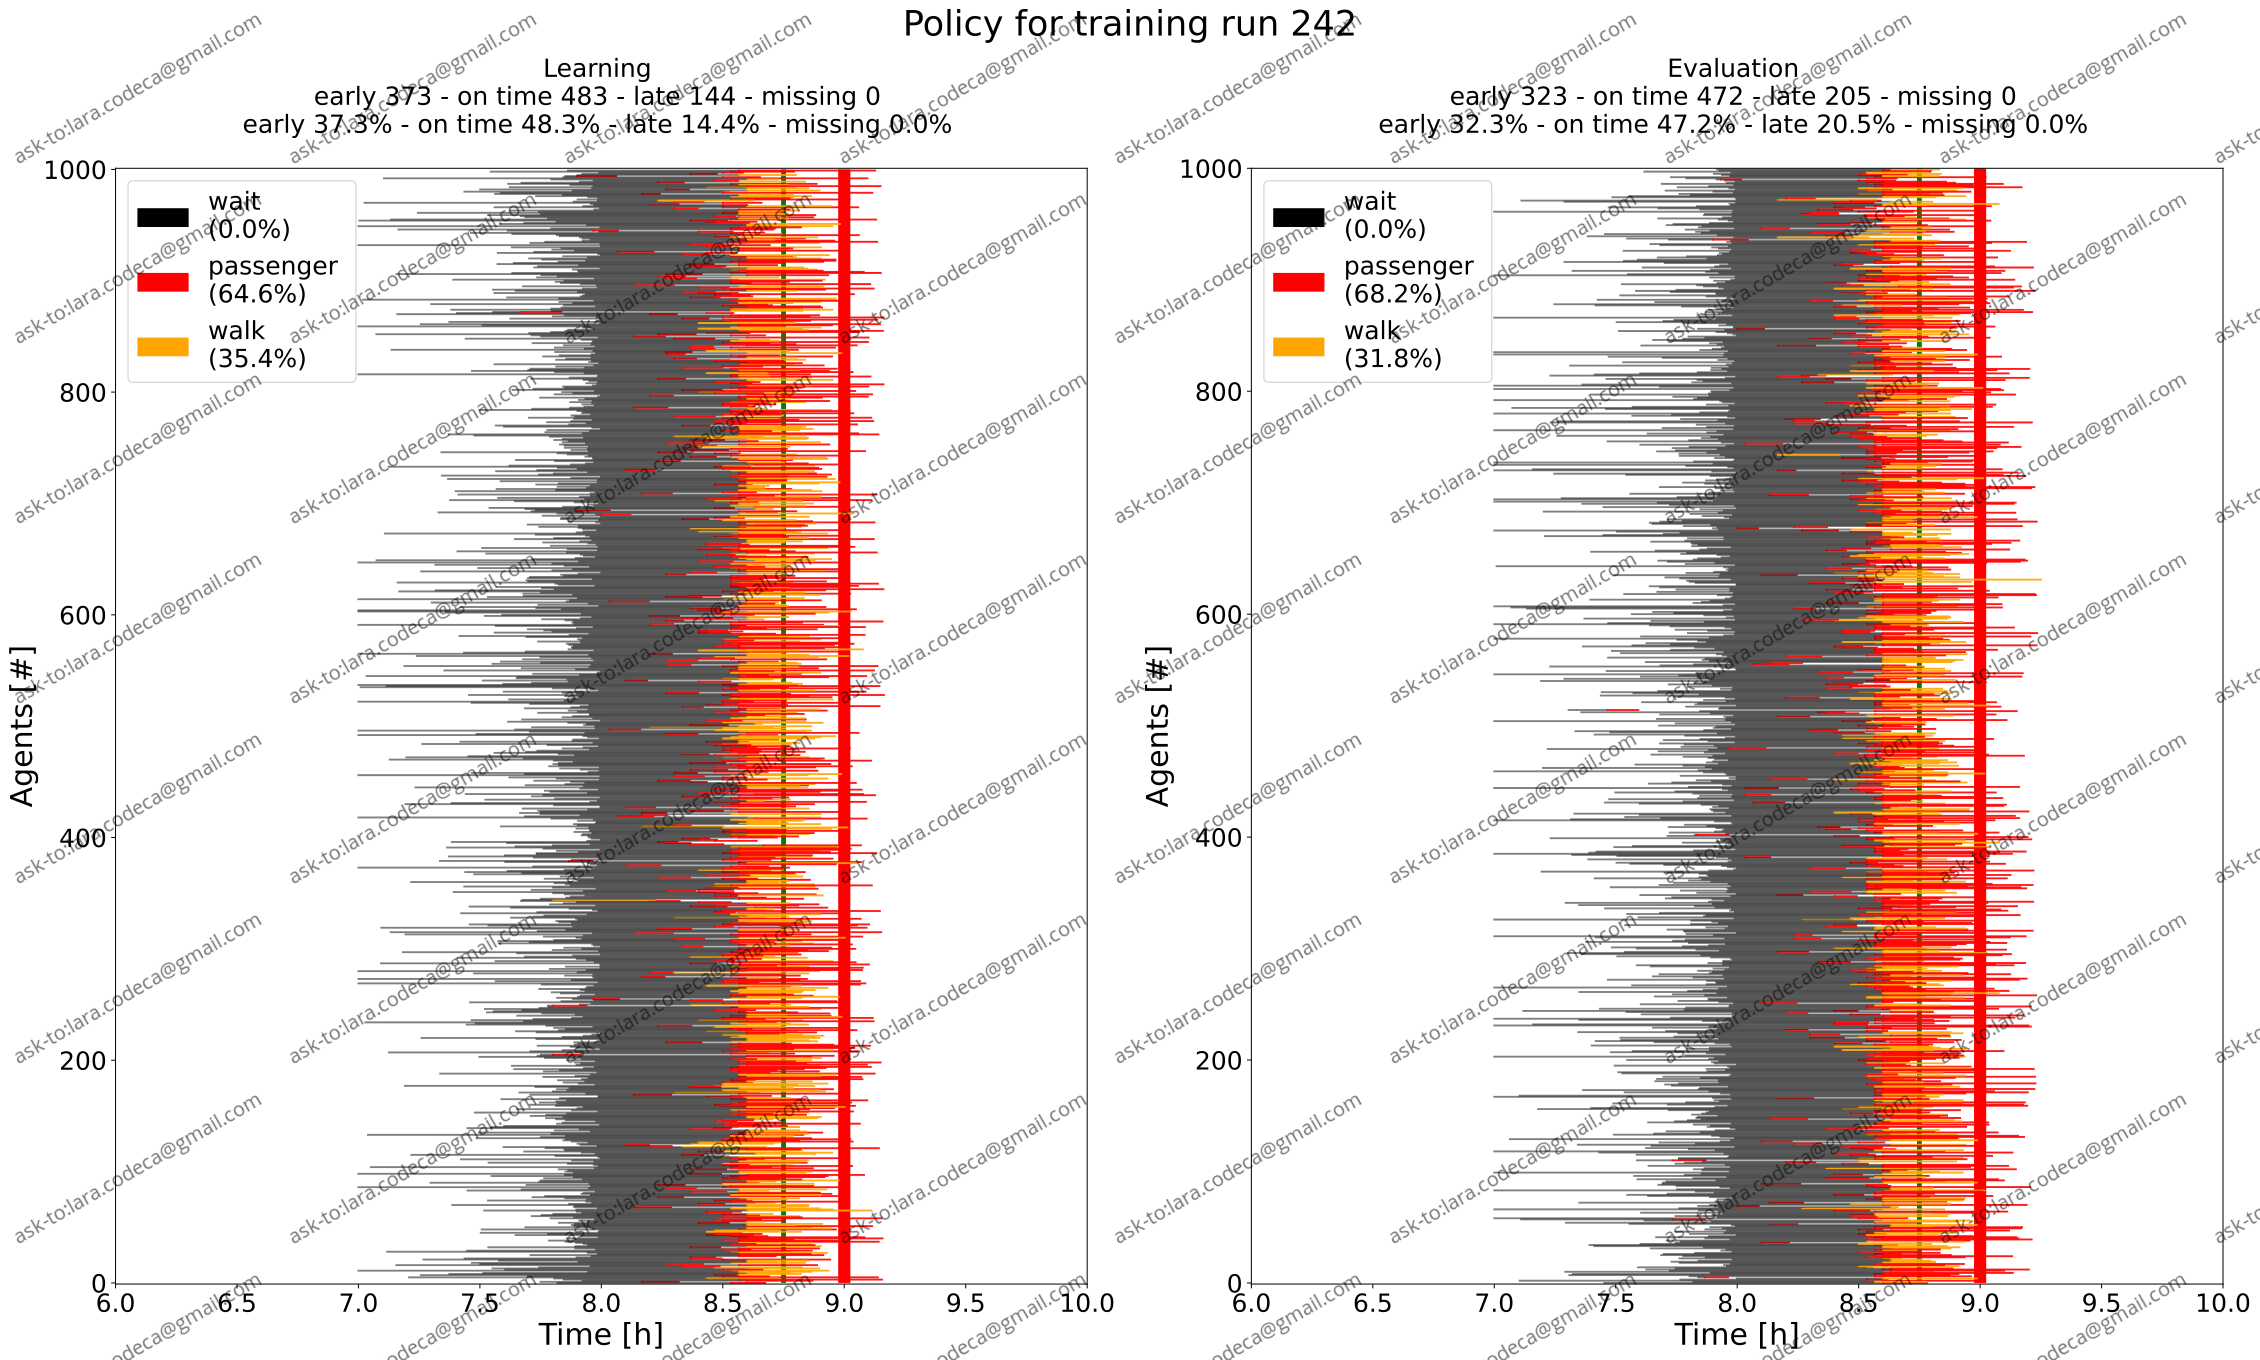 Policy for training run 242
Learning
early 373 - on time 483 - late 144 - missing 0
early 37.3% - on time 48.3% - late 14.4% - missing 0.0%
1000
800
600
400
200
0
Agents [#]
wait
(0.0%)
passenger
(64.6%)
walk
(35.4%)
6.0 6.5 7.0 7.5 8.0 8.5 9.0 9.5 10.0
Time [h]
Evaluation
early 323 - on time 472 - late 205 - missing 0
early 32.3% - on time 47.2% - late 20.5% - missing 0.0%
1000
800
600
400
200
0
Agents [#]
wait
(0.0%)
passenger
(68.2%)
walk
(31.8%)
6.0 6.5 7.0 7.5 8.0 8.5 9.0 9.5 10.0
Time [h]
ask-to:lara.codeca@gmail.com